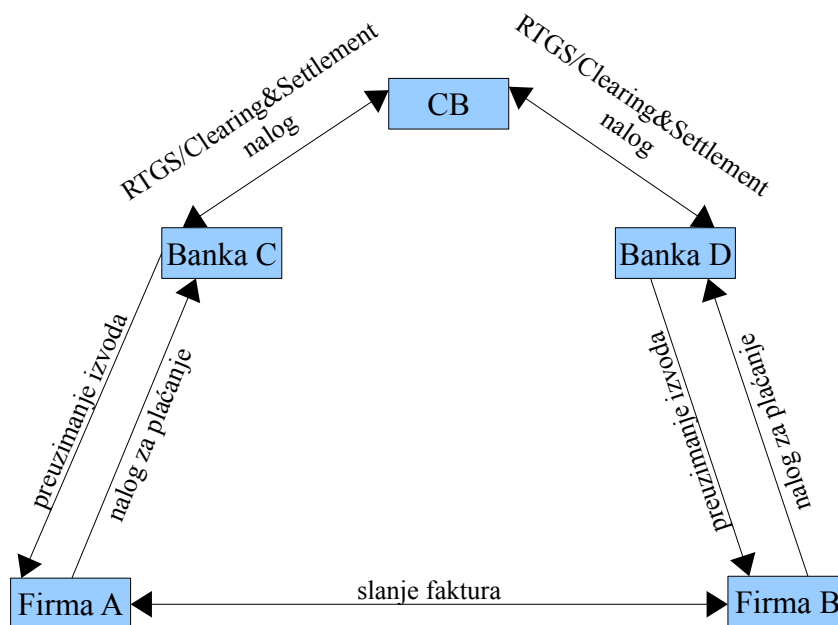 RTGS/Clearing&Settlement
nalog
CB
RTGS/Clearing&Settlement
nalog
Banka C
Banka D
preuzimanje izvoda
nalog za plaćanje
preuzimanje izvoda
nalog za plaćanje
Firma A
slanje faktura
Firma B